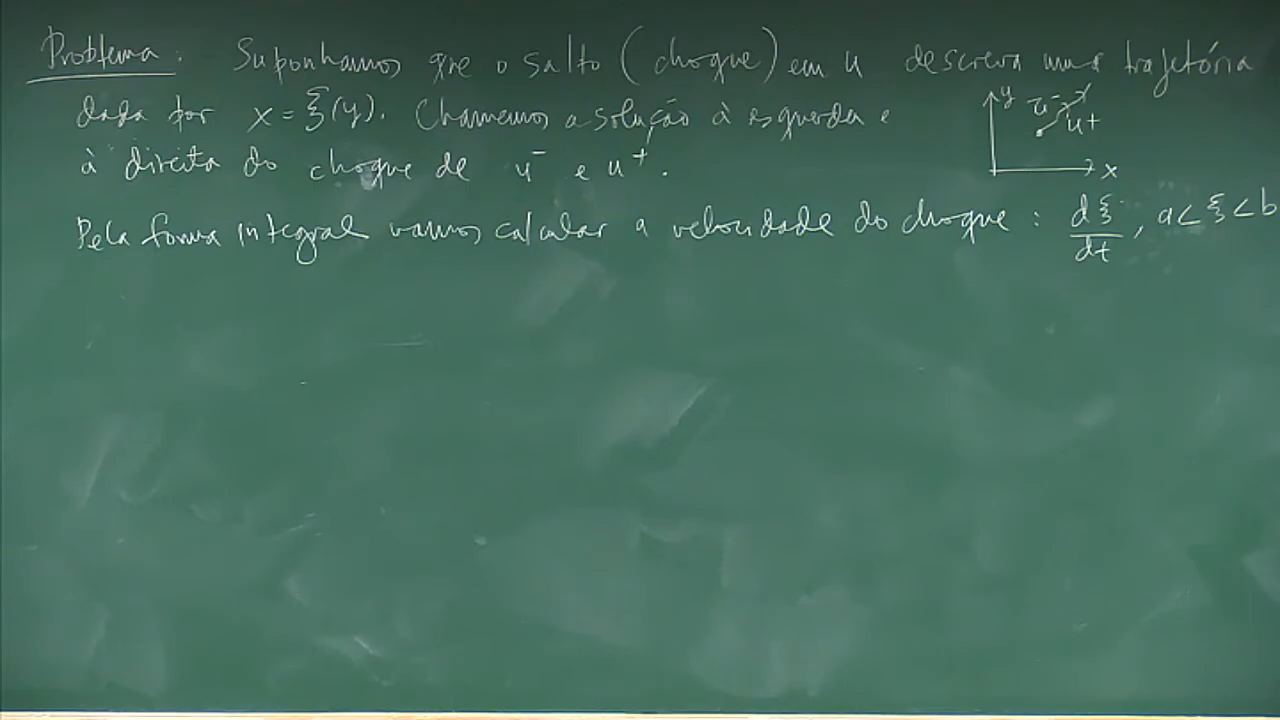 Problema: Suponhamos que o salto (choque) em u descreva uma trajetória
dada por x = ξ(y). Chamemos a solução à esquerda e
à direita do choque de u⁻ e u⁺.
y u⁻ u+ x
Pela forma integral vamos calcular a velocidade do choque : dξ/dt, a < ξ < b